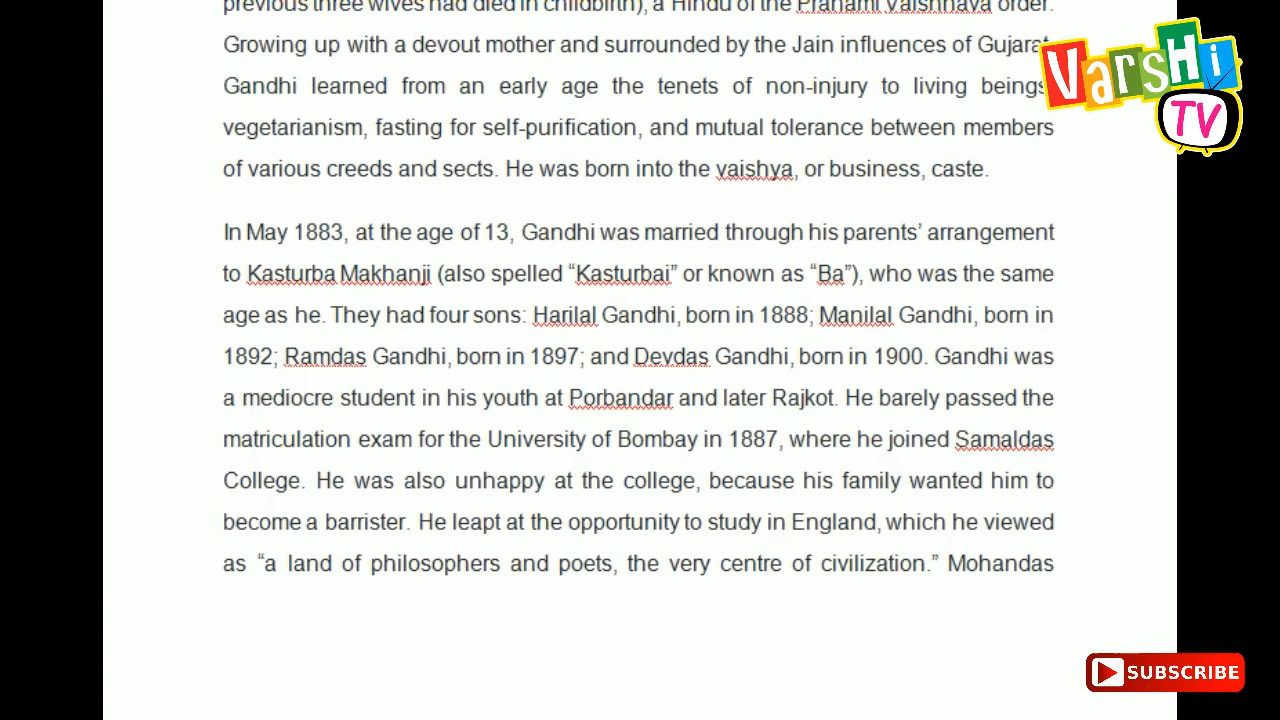 previous three wives had died in childbirth), a Hindu of the Pranami Vaishnava order.
Growing up with a devout mother and surrounded by the Jain influences of Gujarat,
Gandhi learned from an early age the tenets of non-injury to living beings,
vegetarianism, fasting for self-purification, and mutual tolerance between members
of various creeds and sects. He was born into the vaishya, or business, caste.
In May 1883, at the age of 13, Gandhi was married through his parents’ arrangement
to Kasturba Makhanji (also spelled “Kasturbai” or known as “Ba”), who was the same
age as he. They had four sons: Harilal Gandhi, born in 1888; Manilal Gandhi, born in
1892; Ramdas Gandhi, born in 1897; and Devdas Gandhi, born in 1900. Gandhi was
a mediocre student in his youth at Porbandar and later Rajkot. He barely passed the
matriculation exam for the University of Bombay in 1887, where he joined Samaldas
College. He was also unhappy at the college, because his family wanted him to
become a barrister. He leapt at the opportunity to study in England, which he viewed
as “a land of philosophers and poets, the very centre of civilization.” Mohandas
VarsHi
TV
SUBSCRIBE